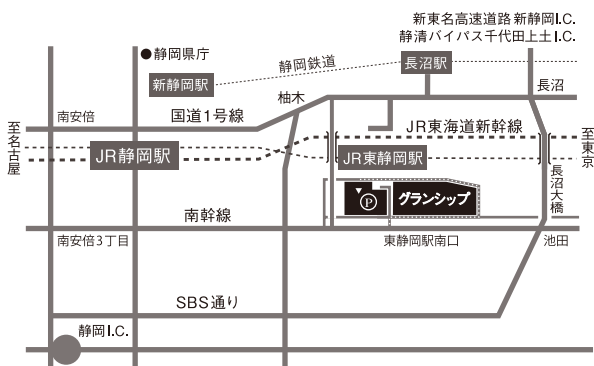 新東名高速道路 新静岡I.C.
静清バイパス千代田上土I.C.
静岡県庁
静岡鉄道
長沼駅
新静岡駅
柚木
長沼
南安倍
国道1号線
至名古屋
JR東海道新幹線
至東京
JR静岡駅
JR東静岡駅
長沼大橋
P
グランシップ
南幹線
南安倍3丁目
東静岡駅南口
池田
SBS通り
静岡I.C.